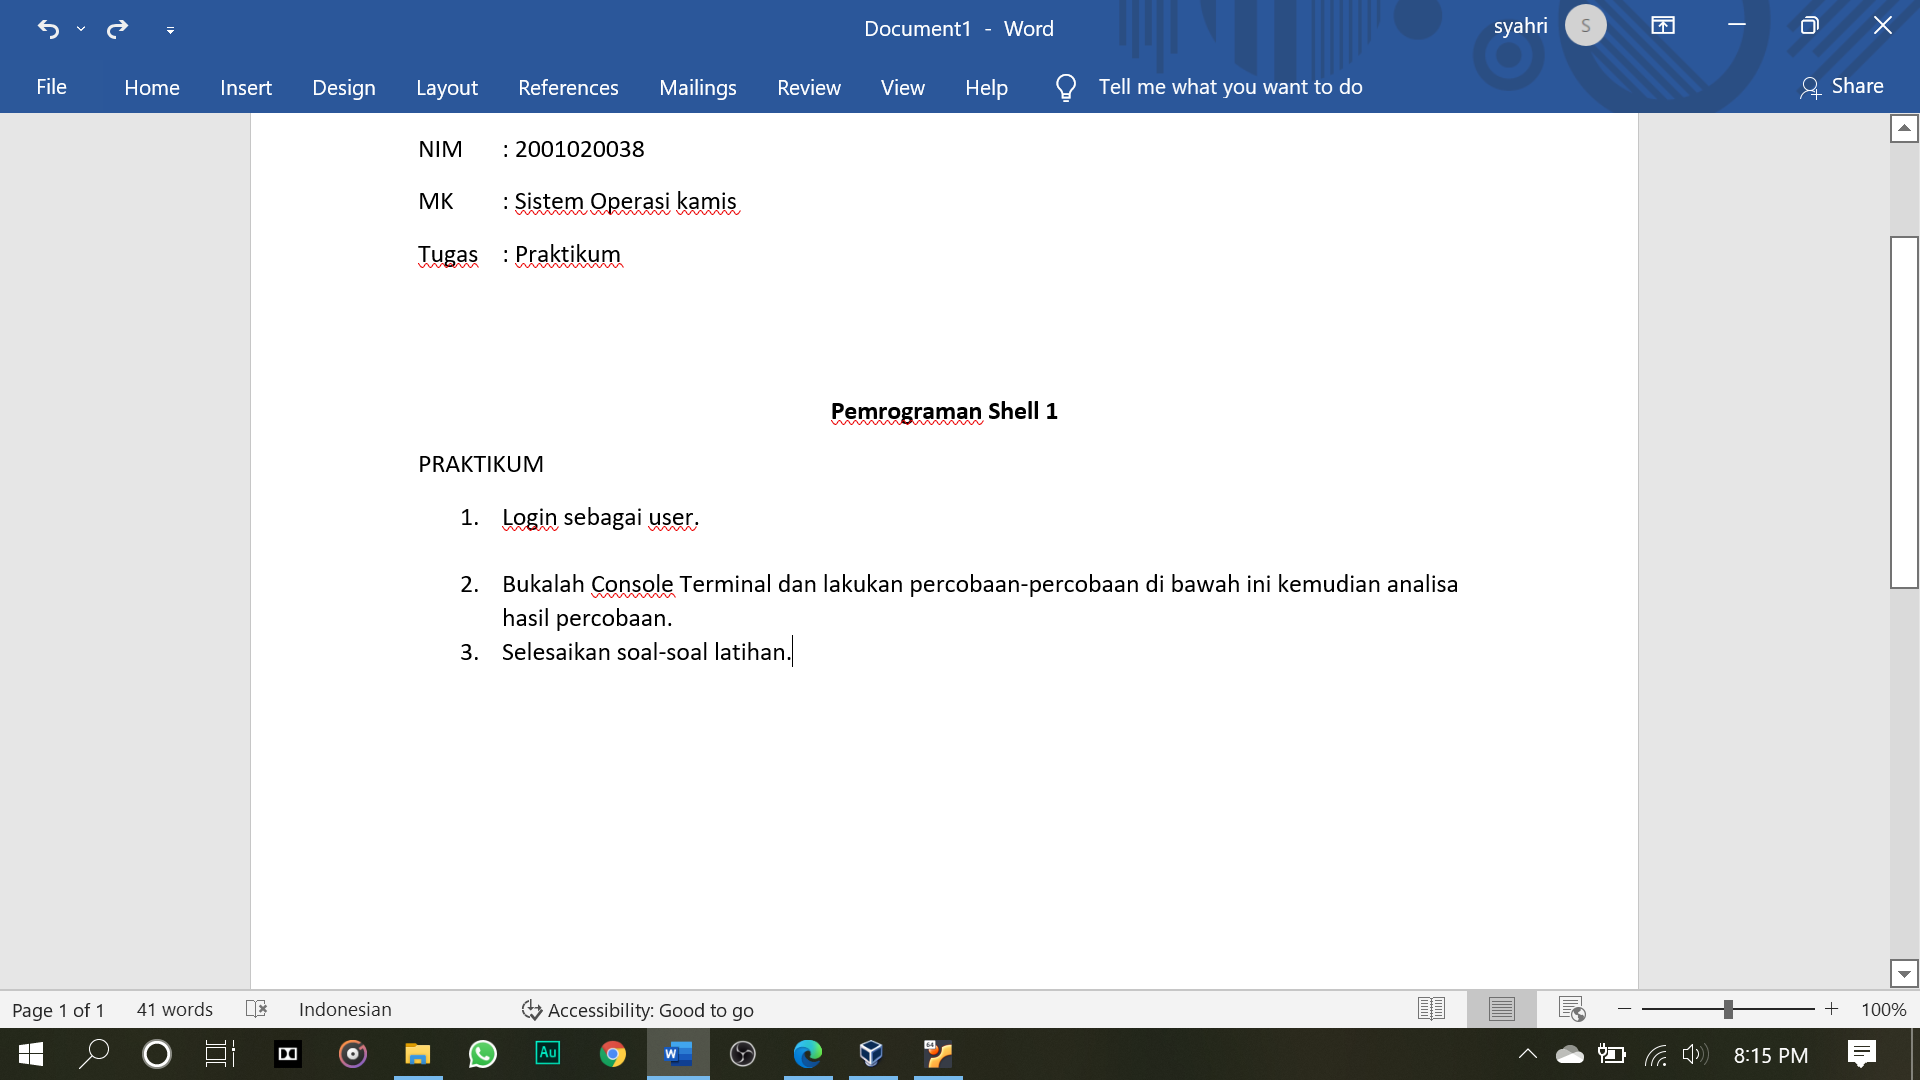 Document1 - Word
syahri
S
File Home Insert Design Layout References Mailings Review View Help Tell me what you want to do Share
NIM : 2001020038
MK : Sistem Operasi kamis
Tugas : Praktikum
Pemrograman Shell 1
PRAKTIKUM
1. Login sebagai user.
2. Bukalah Console Terminal dan lakukan percobaan-percobaan di bawah ini kemudian analisa
hasil percobaan.
3. Selesaikan soal-soal latihan.
Page 1 of 1 41 words Indonesian Accessibility: Good to go 100%
Au W 64 8:15 PM